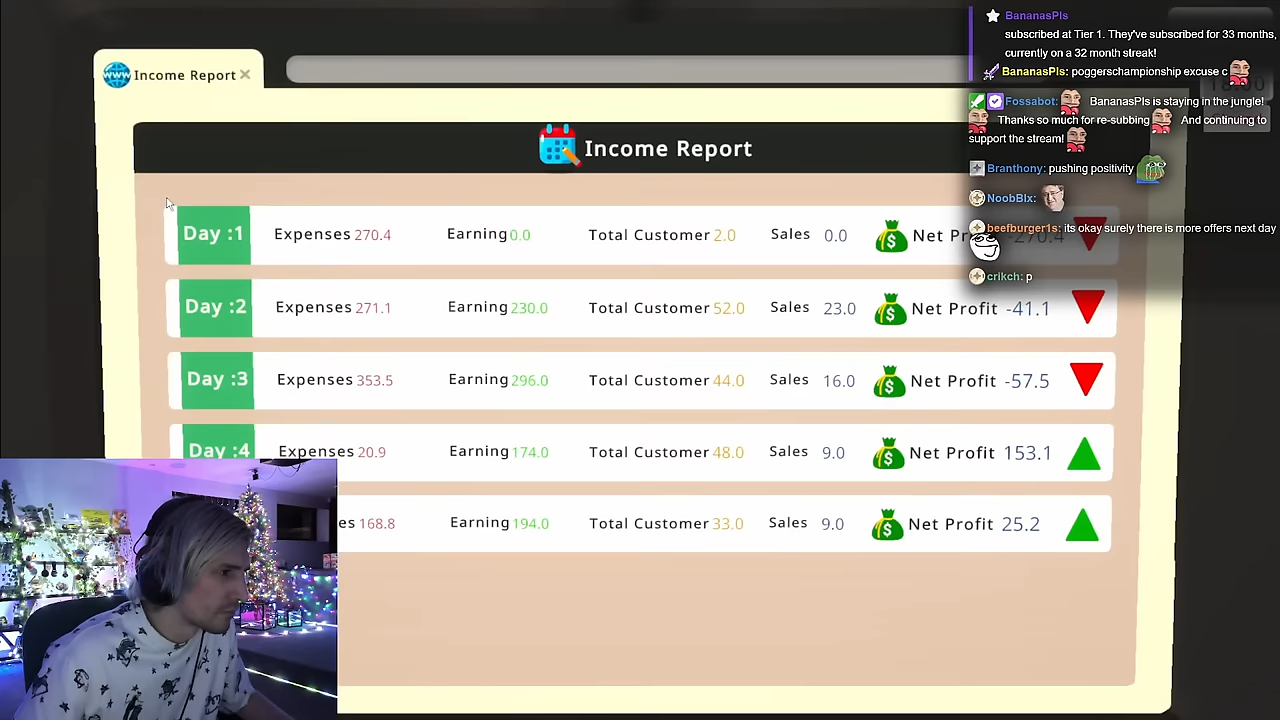 BananasPls
subscribed at Tier 1. They've subscribed for 33 months,
currently on a 32 month streak!
www Income Report ×
BananasPls: poggerschampionship excuse c
Fossabot: BananasPls is staying in the jungle!
Thanks so much for re-subbing And continuing to
support the stream!
Income Report
Branthony: pushing positivity
NoobBlx:
Day :1 Expenses 270.4 Earning 0.0 Total Customer 2.0 Sales 0.0 $ Net -270.4
beefburger1s: its okay surely there is more offers next day
crikch: p
Day :2 Expenses 271.1 Earning 230.0 Total Customer 52.0 Sales 23.0 $ Net Profit -41.1
Day :3 Expenses 353.5 Earning 296.0 Total Customer 44.0 Sales 16.0 $ Net Profit -57.5
Day :4 Expenses 20.9 Earning 174.0 Total Customer 48.0 Sales 9.0 $ Net Profit 153.1
es 168.8 Earning 194.0 Total Customer 33.0 Sales 9.0 $ Net Profit 25.2